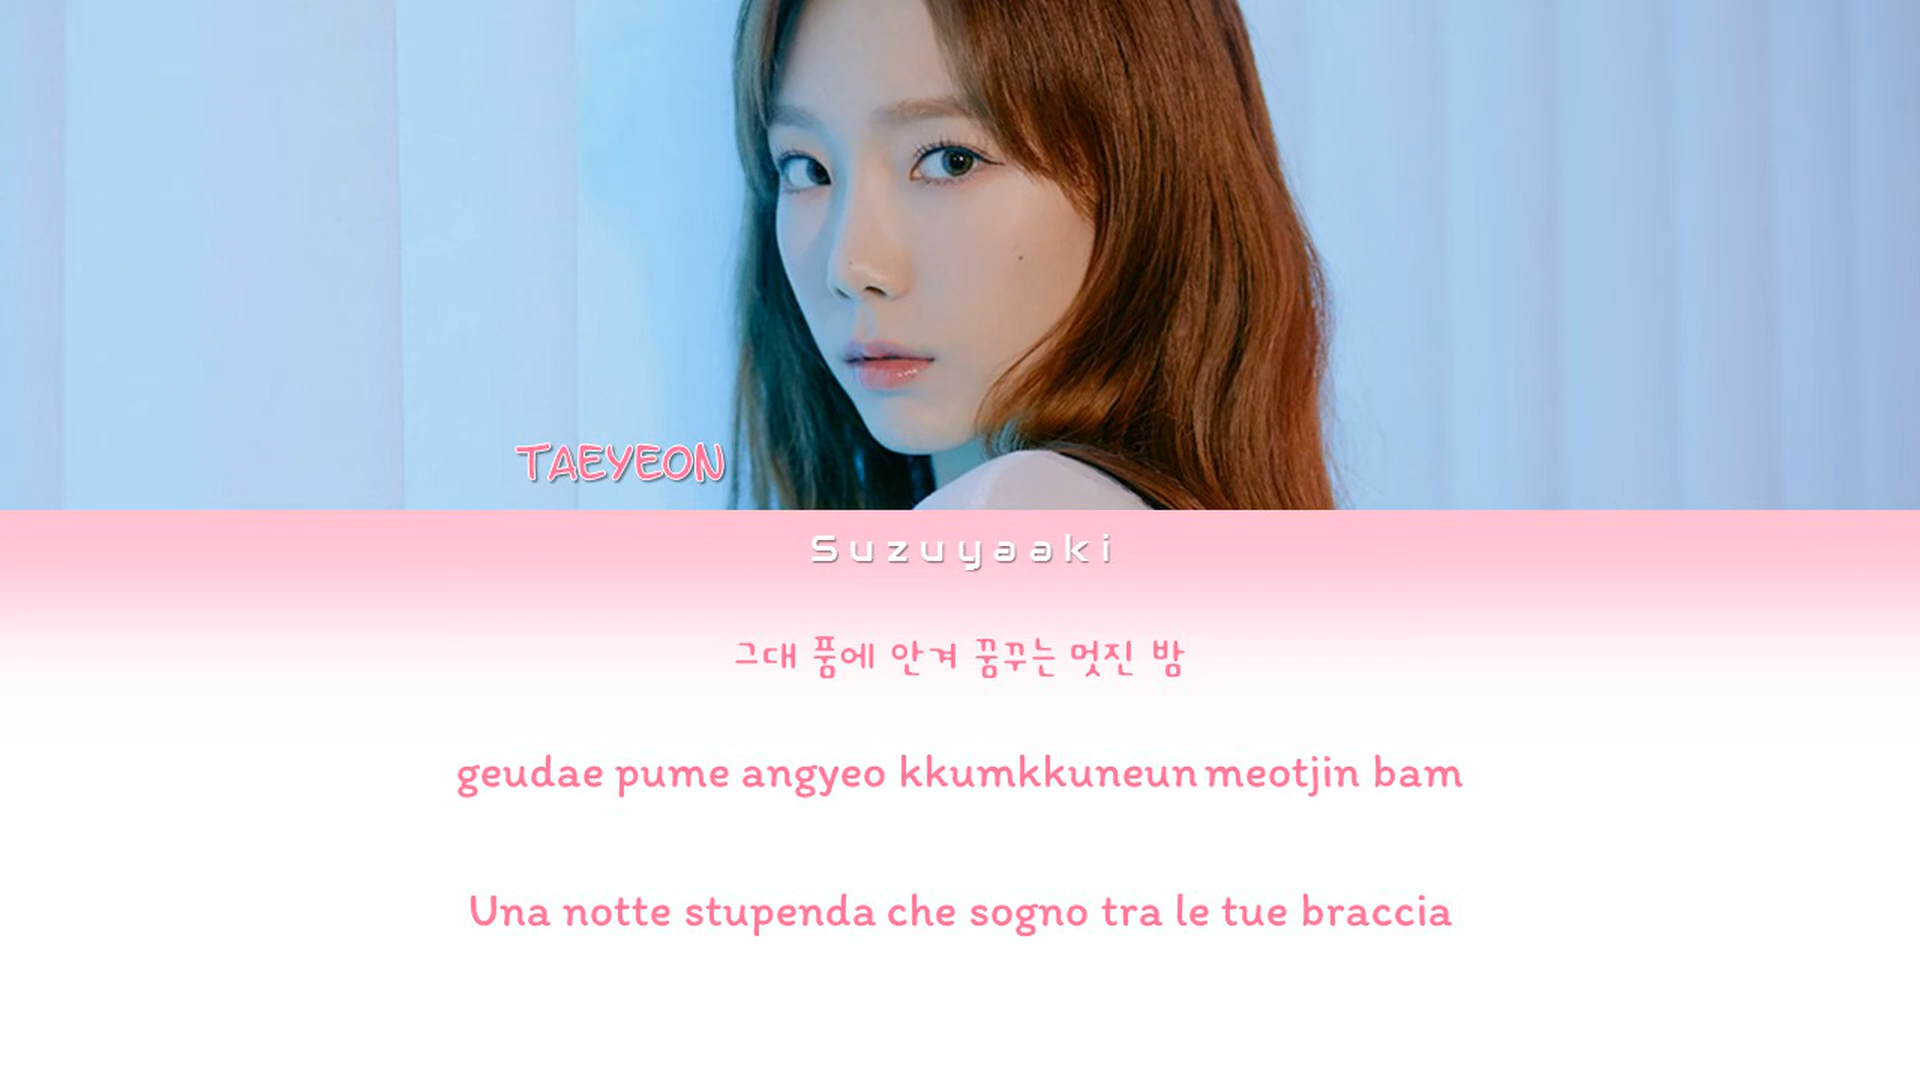 TAEYEON
Suzuyaaki
그대 품에 안겨 꿈꾸는 멋진 밤
geudae pume angyeo kkumkkuneun meotjin bam
Una notte stupenda che sogno tra le tue braccia